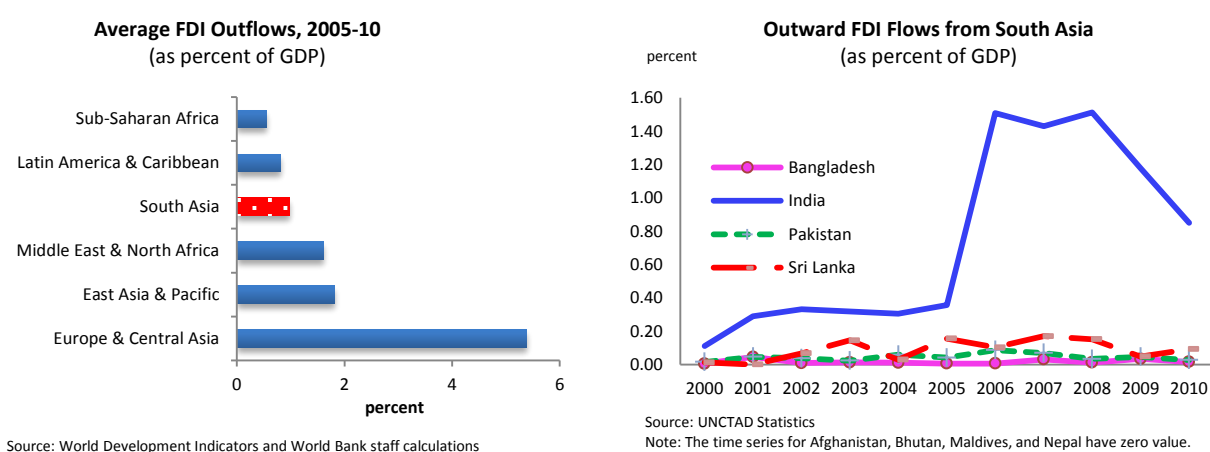 Average FDI Outflows, 2005-10
(as percent of GDP)
Sub-Saharan Africa
Latin America & Caribbean
South Asia
Middle East & North Africa
East Asia & Pacific
Europe & Central Asia
0 2 4 6
percent
Source: World Development Indicators and World Bank staff calculations
Outward FDI Flows from South Asia
(as percent of GDP)
percent
1.60
1.40
1.20
1.00
0.80
0.60
0.40
0.20
0.00
Bangladesh
India
Pakistan
Sri Lanka
2000 2001 2002 2003 2004 2005 2006 2007 2008 2009 2010
Source: UNCTAD Statistics
Note: The time series for Afghanistan, Bhutan, Maldives, and Nepal have zero value.